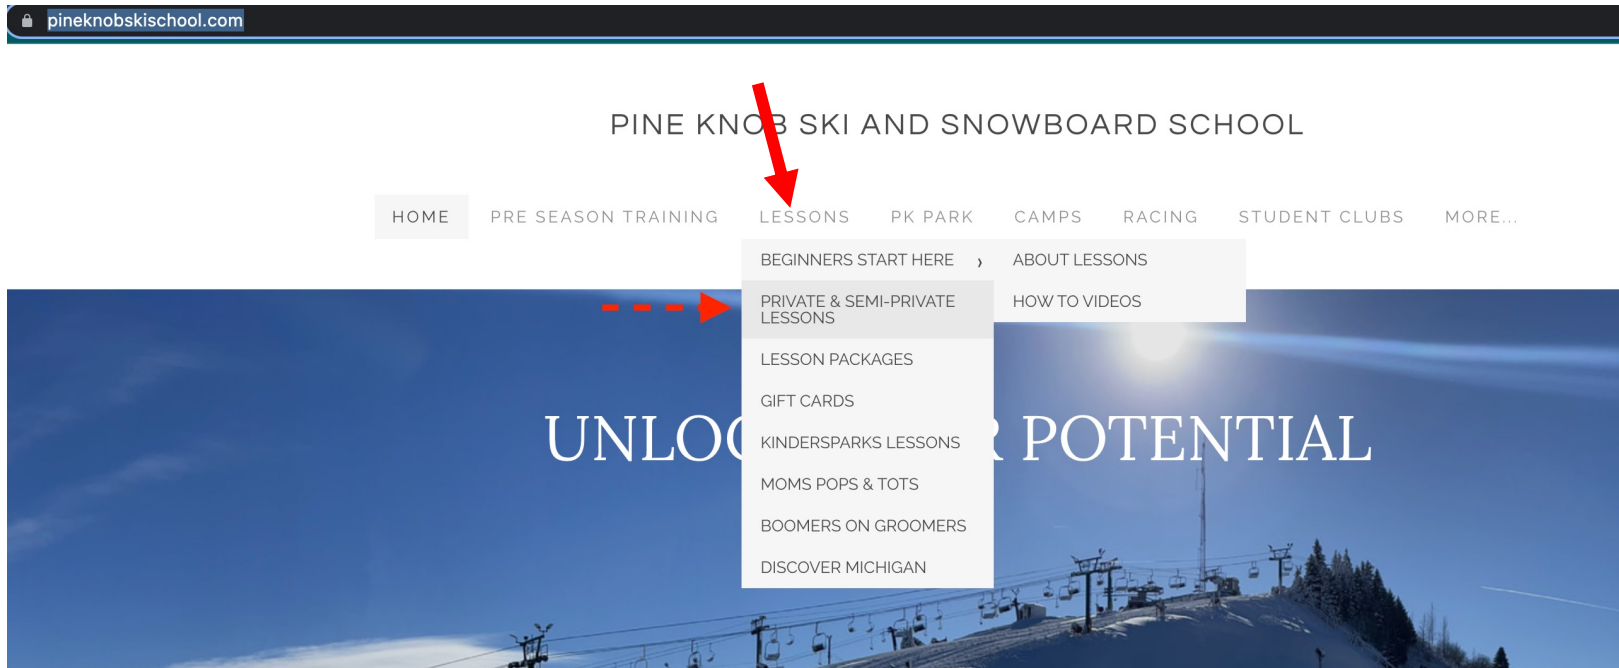 pineknobskischool.com
PINE KNOB SKI AND SNOWBOARD SCHOOL
HOME PRE SEASON TRAINING LESSONS PK PARK CAMPS RACING STUDENT CLUBS MORE...
BEGINNERS START HERE › ABOUT LESSONS
PRIVATE & SEMI-PRIVATE HOW TO VIDEOS
LESSONS
LESSON PACKAGES
GIFT CARDS
UNLO POTENTIAL
KINDERSPARKS LESSONS
MOMS POPS & TOTS
BOOMERS ON GROOMERS
DISCOVER MICHIGAN